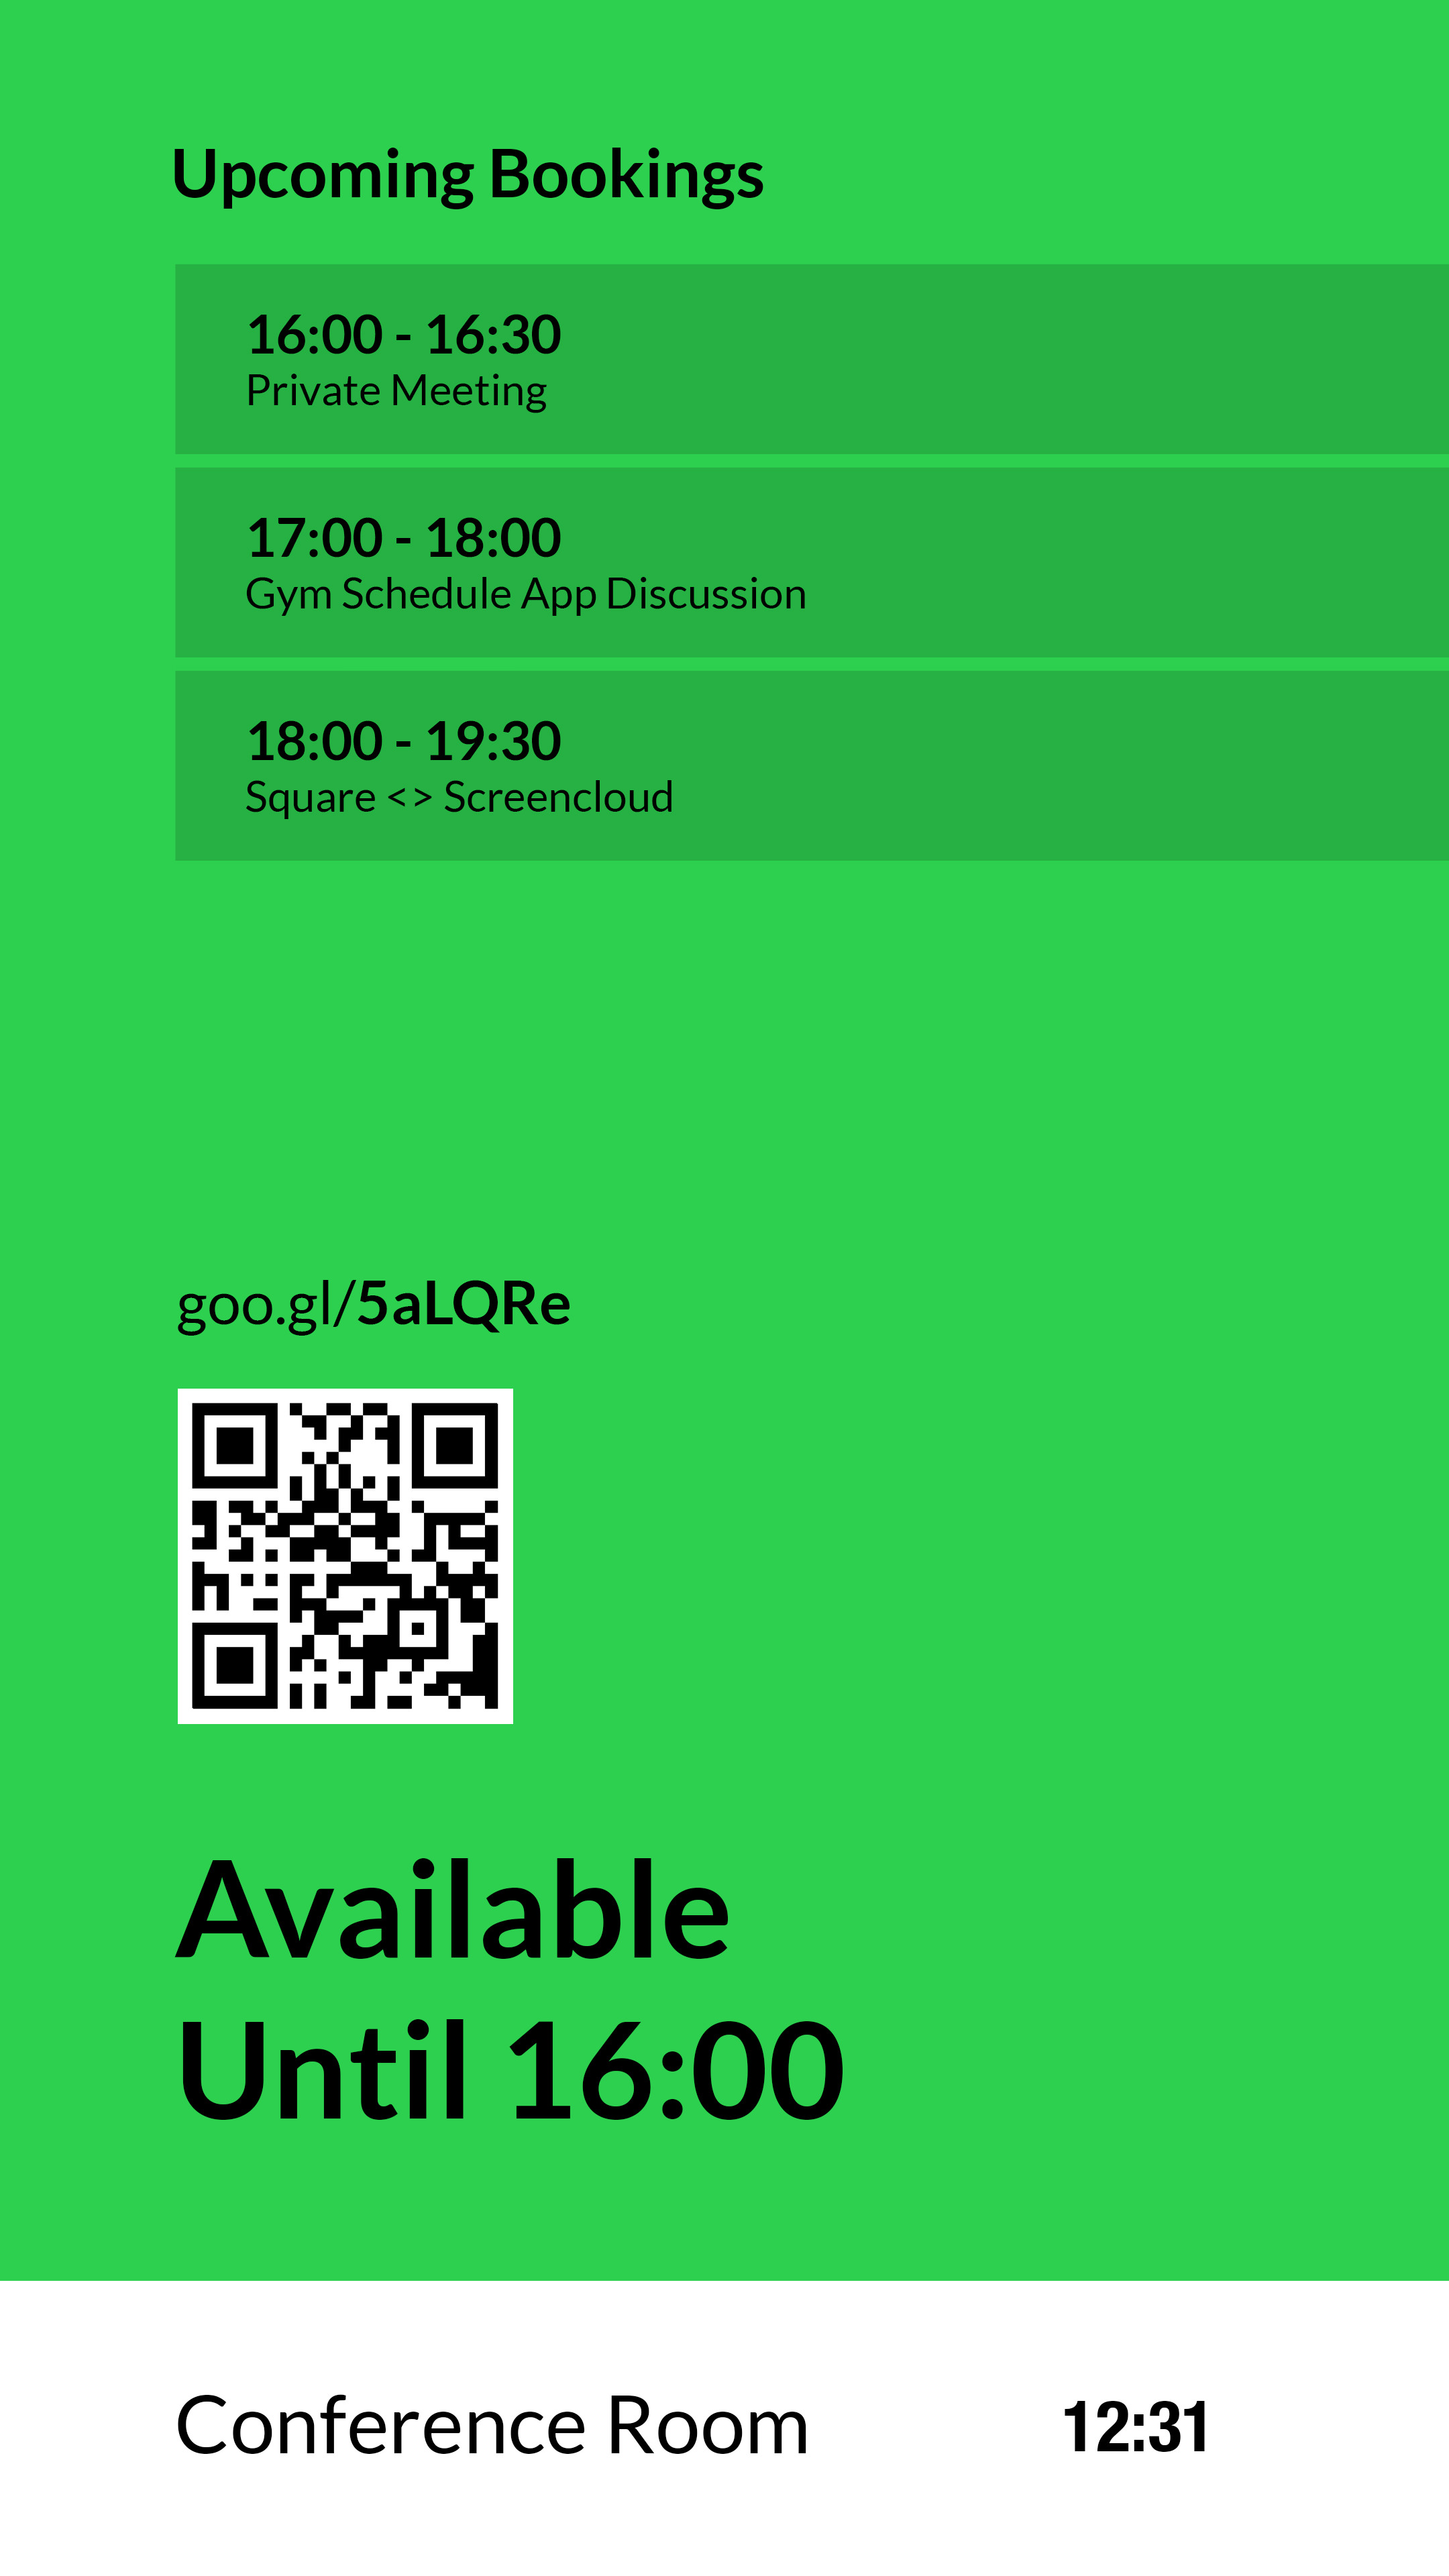 Upcoming Bookings
16:00 - 16:30
Private Meeting
17:00 - 18:00
Gym Schedule App Discussion
18:00 - 19:30
Square <> Screencloud
goo.gl/5aLQRe
Available
Until 16:00
Conference Room
12:31